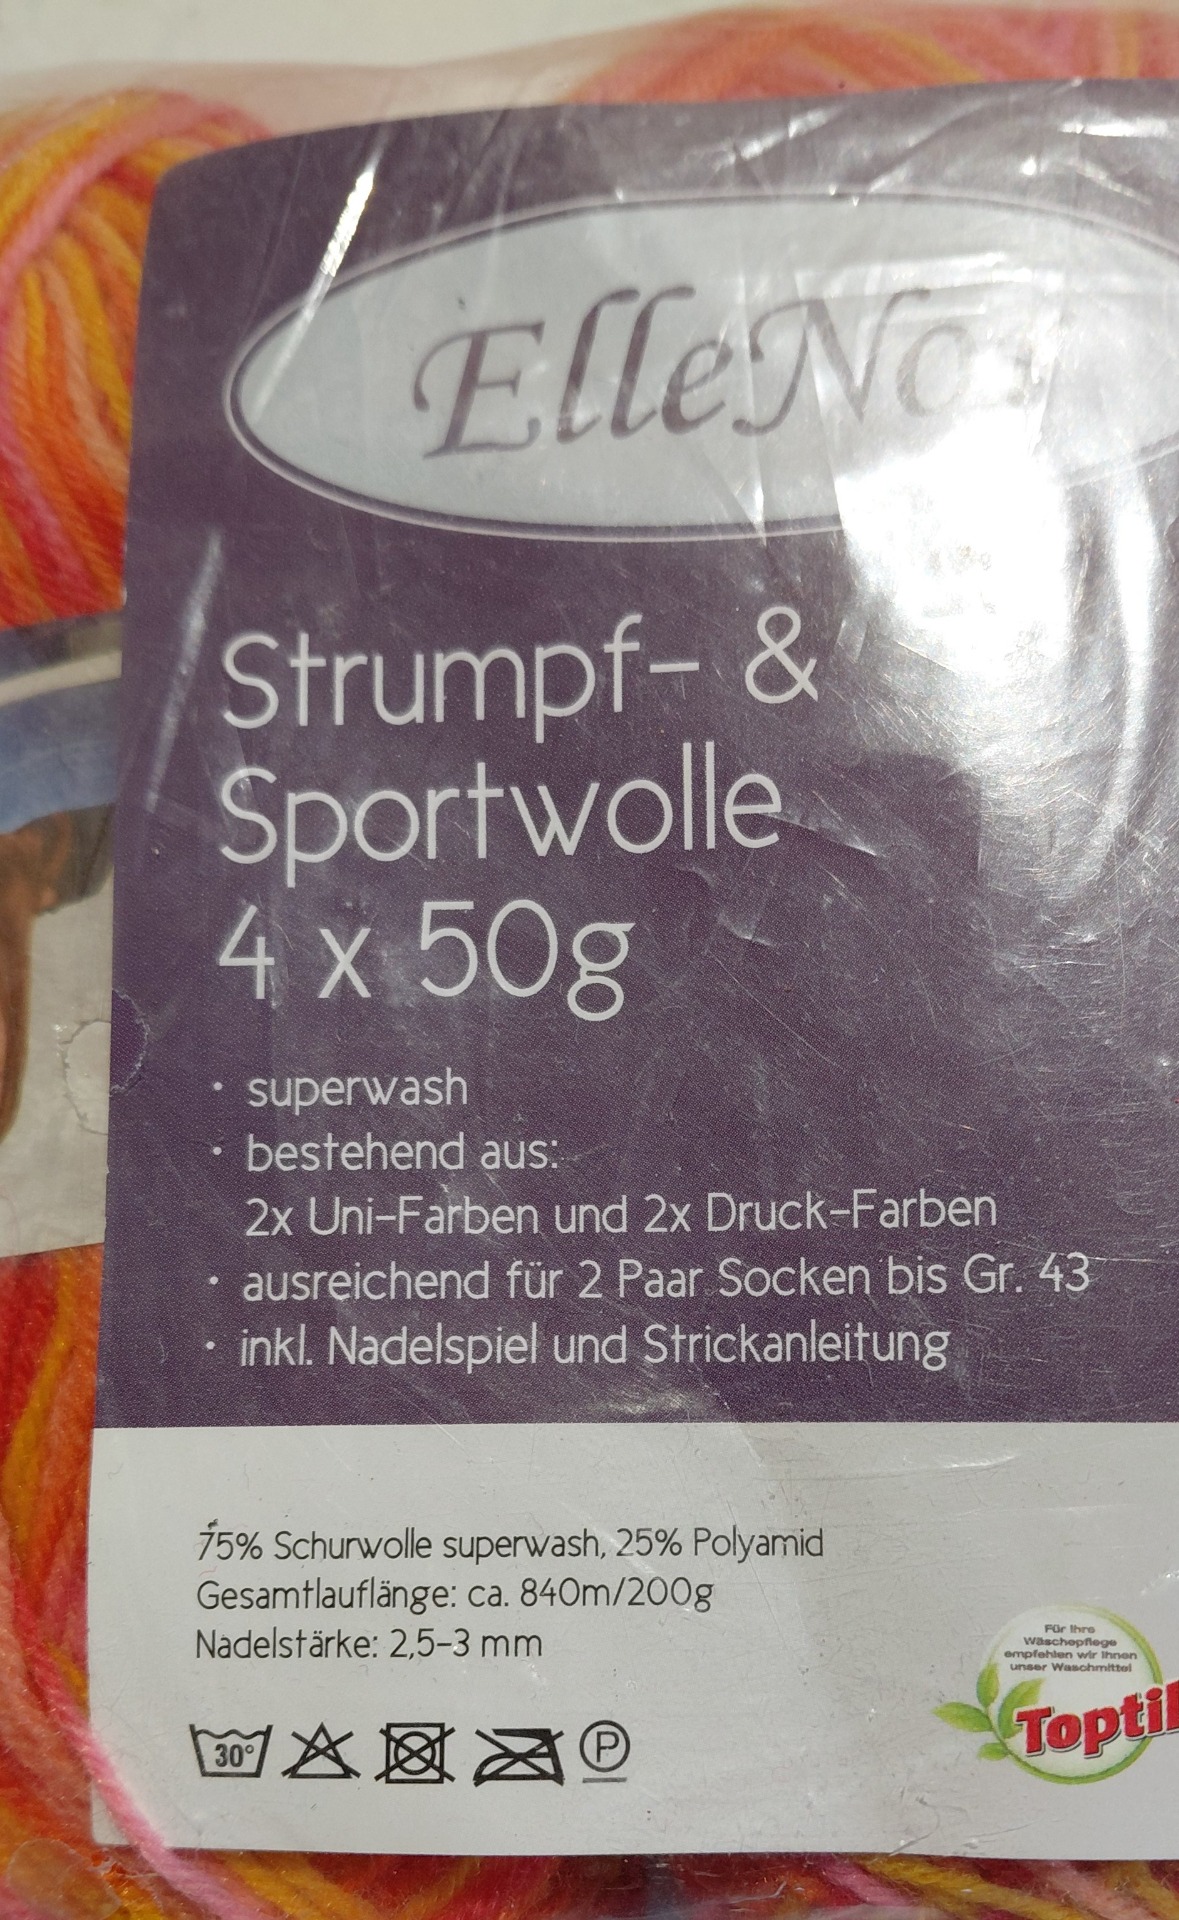 Strumpf- &
Sportwolle
4 x 50g
• superwash
• bestehend aus:
2x Uni-Farben und 2x Druck-Farben
• ausreichend für 2 Paar Socken bis Gr. 43
• inkl. Nadelspiel und Strickanleitung
75% Schurwolle superwash, 25% Polyamid
Gesamtlauflänge: ca. 840m/200g
Nadelstärke: 2,5-3 mm
30°
P
Für Ihre
Wäschepflege
empfehlen wir Ihnen
unser Waschmittel